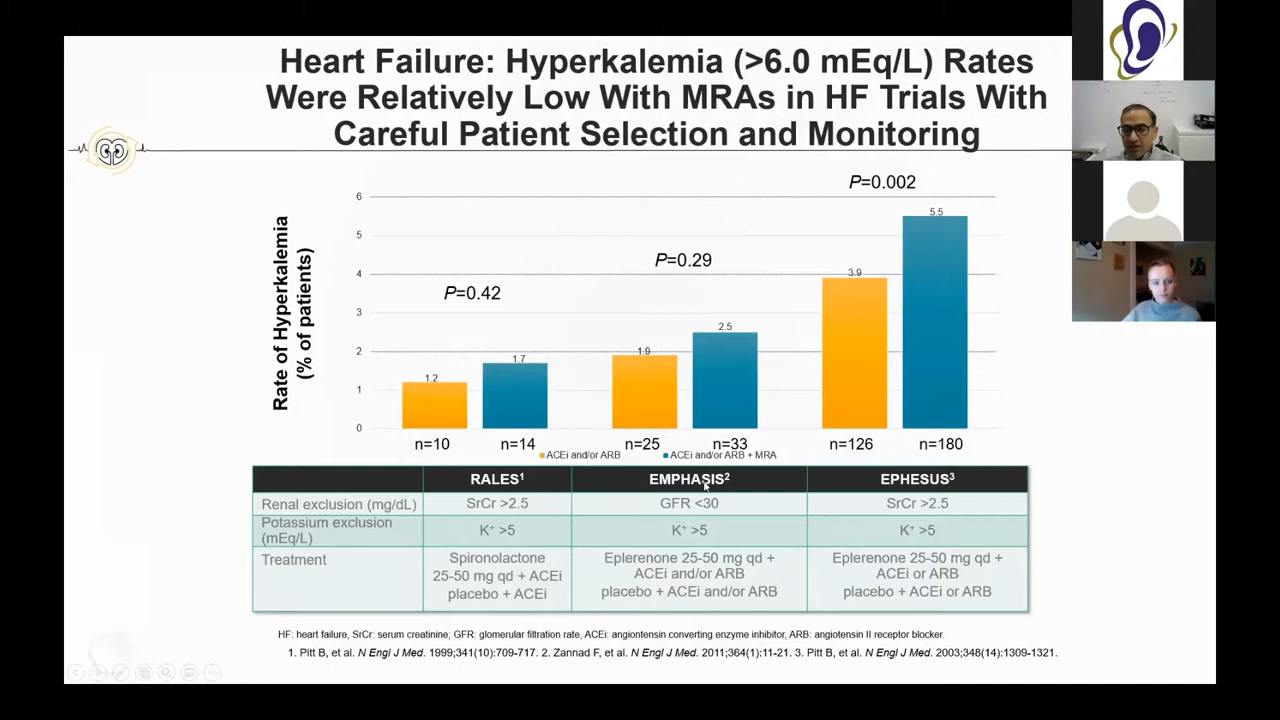 Heart Failure: Hyperkalemia (>6.0 mEq/L) Rates
Were Relatively Low With MRAs in HF Trials With
Careful Patient Selection and Monitoring
Rate of Hyperkalemia
(% of patients)
6
5
4
3
2
1
0
P=0.42
P=0.29
P=0.002
1.2
1.7
1.9
2.5
3.9
5.5
n=10
n=14
n=25
n=33
n=126
n=180
ACEi and/or ARB
ACEi and/or ARB + MRA
RALES¹
EMPHASIS²
EPHESUS³
Renal exclusion (mg/dL)
SrCr >2.5
GFR <30
SrCr >2.5
Potassium exclusion
(mEq/L)
K⁺ >5
K⁺ >5
K⁺ >5
Treatment
Spironolactone
25-50 mg qd + ACEi
placebo + ACEi
Eplerenone 25-50 mg qd +
ACEi and/or ARB
placebo + ACEi and/or ARB
Eplerenone 25-50 mg qd +
ACEi or ARB
placebo + ACEi or ARB
HF: heart failure, SrCr: serum creatinine; GFR: glomerular filtration rate, ACEi: angiontensin converting enzyme inhibitor, ARB: angiotensin II receptor blocker.
1. Pitt B, et al. N Engl J Med. 1999;341(10):709-717. 2. Zannad F, et al. N Engl J Med. 2011;364(1):11-21. 3. Pitt B, et al. N Engl J Med. 2003;348(14):1309-1321.